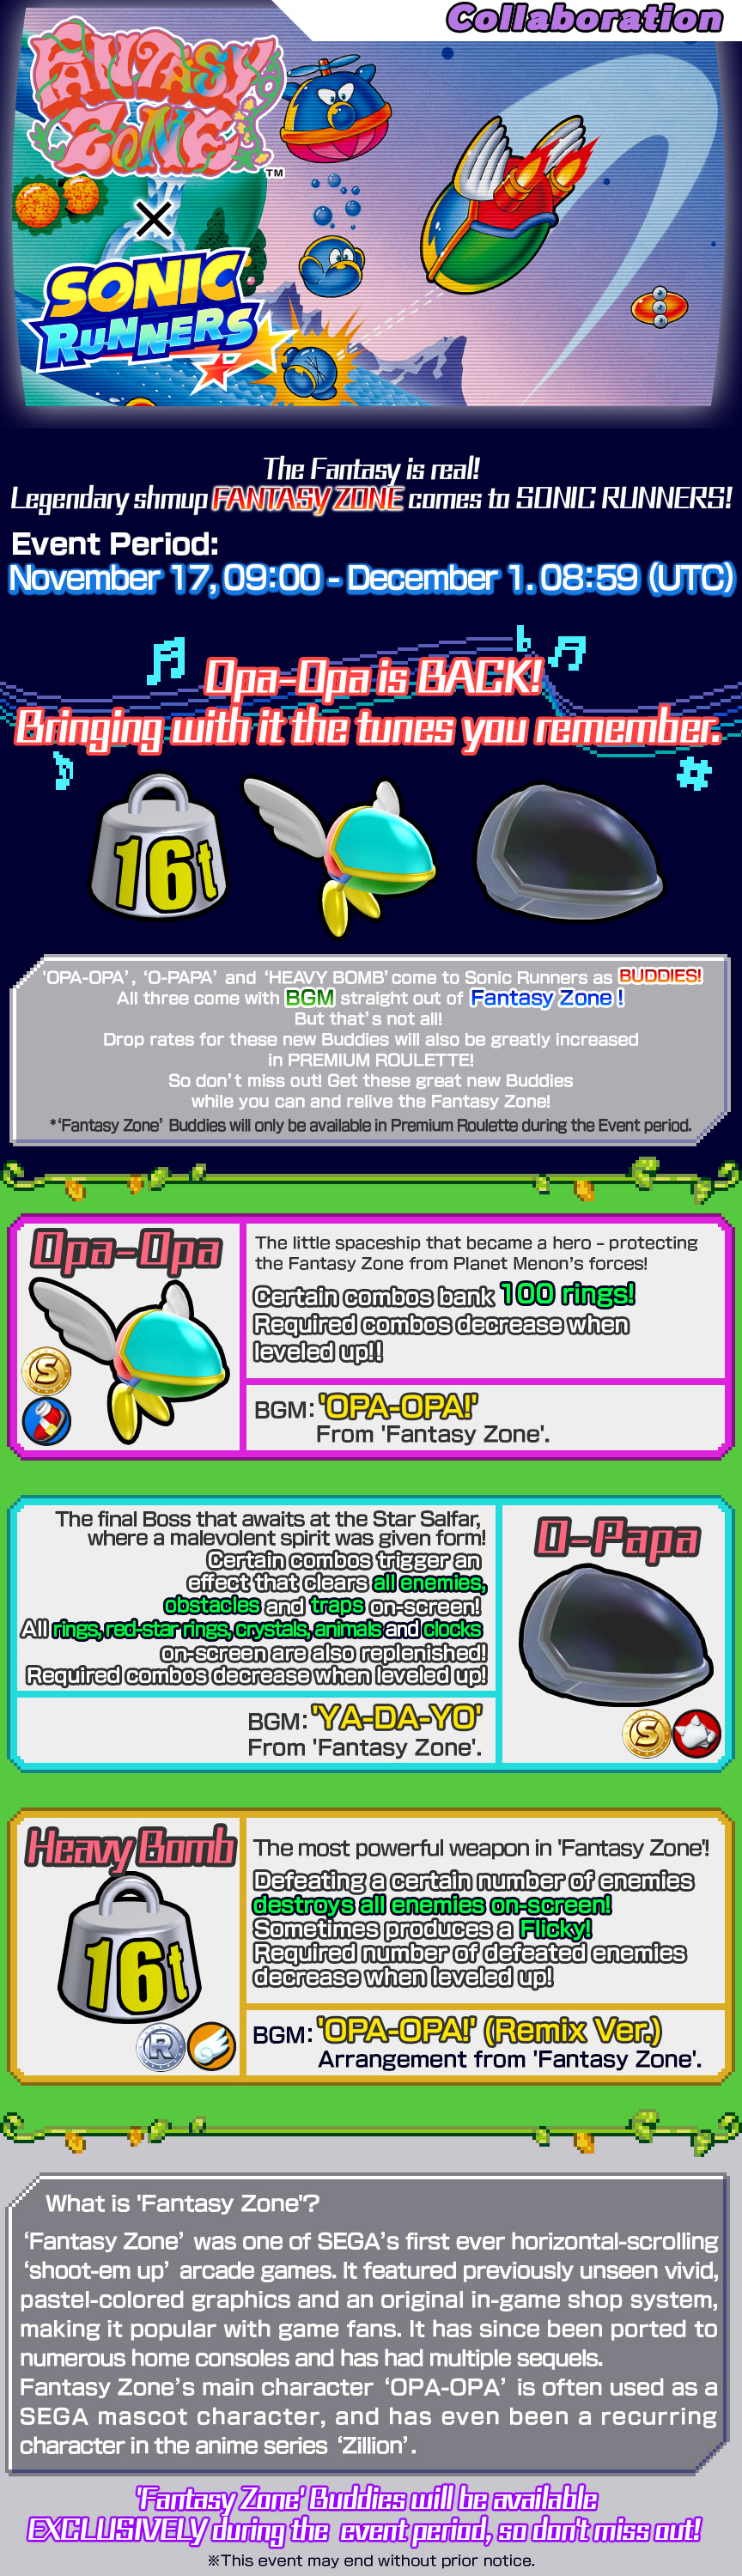 Collaboration
FANTASY
ZONE
TM
×
SONIC
RUNNERS
The Fantasy is real!
Legendary shmup FANTASY ZONE comes to SONIC RUNNERS!
Event Period:
November 17, 09:00 - December 1. 08:59 (UTC)
Opa-Opa is BACK!
Bringing with it the tunes you remember.
16t
'OPA-OPA', 'O-PAPA' and 'HEAVY BOMB' come to Sonic Runners as BUDDIES!
All three come with BGM straight out of Fantasy Zone !
But that's not all!
Drop rates for these new Buddies will also be greatly increased
in PREMIUM ROULETTE!
So don't miss out! Get these great new Buddies
while you can and relive the Fantasy Zone!
*'Fantasy Zone' Buddies will only be available in Premium Roulette during the Event period.
Opa-Opa
S
The little spaceship that became a hero - protecting
the Fantasy Zone from Planet Menon's forces!
Certain combos bank 100 rings!
Required combos decrease when
leveled up!!
BGM: 'OPA-OPA!'
From 'Fantasy Zone'.
The final Boss that awaits at the Star Salfar,
where a malevolent spirit was given form!
Certain combos trigger an
effect that clears all enemies,
obstacles and traps on-screen!
All rings, red-star rings, crystals, animals and clocks
on-screen are also replenished!
Required combos decrease when leveled up!
BGM: 'YA-DA-YO'
From 'Fantasy Zone'.
O-Papa
S
Heavy Bomb
16t
R
The most powerful weapon in 'Fantasy Zone'!
Defeating a certain number of enemies
destroys all enemies on-screen!
Sometimes produces a Flicky!
Required number of defeated enemies
decrease when leveled up!
BGM: 'OPA-OPA!' (Remix Ver.)
Arrangement from 'Fantasy Zone'.
What is 'Fantasy Zone'?
'Fantasy Zone' was one of SEGA's first ever horizontal-scrolling
'shoot-em up' arcade games. It featured previously unseen vivid,
pastel-colored graphics and an original in-game shop system,
making it popular with game fans. It has since been ported to
numerous home consoles and has had multiple sequels.
Fantasy Zone's main character 'OPA-OPA' is often used as a
SEGA mascot character, and has even been a recurring
character in the anime series 'Zillion'.
'Fantasy Zone' Buddies will be available
EXCLUSIVELY during the event period, so don't miss out!
※This event may end without prior notice.